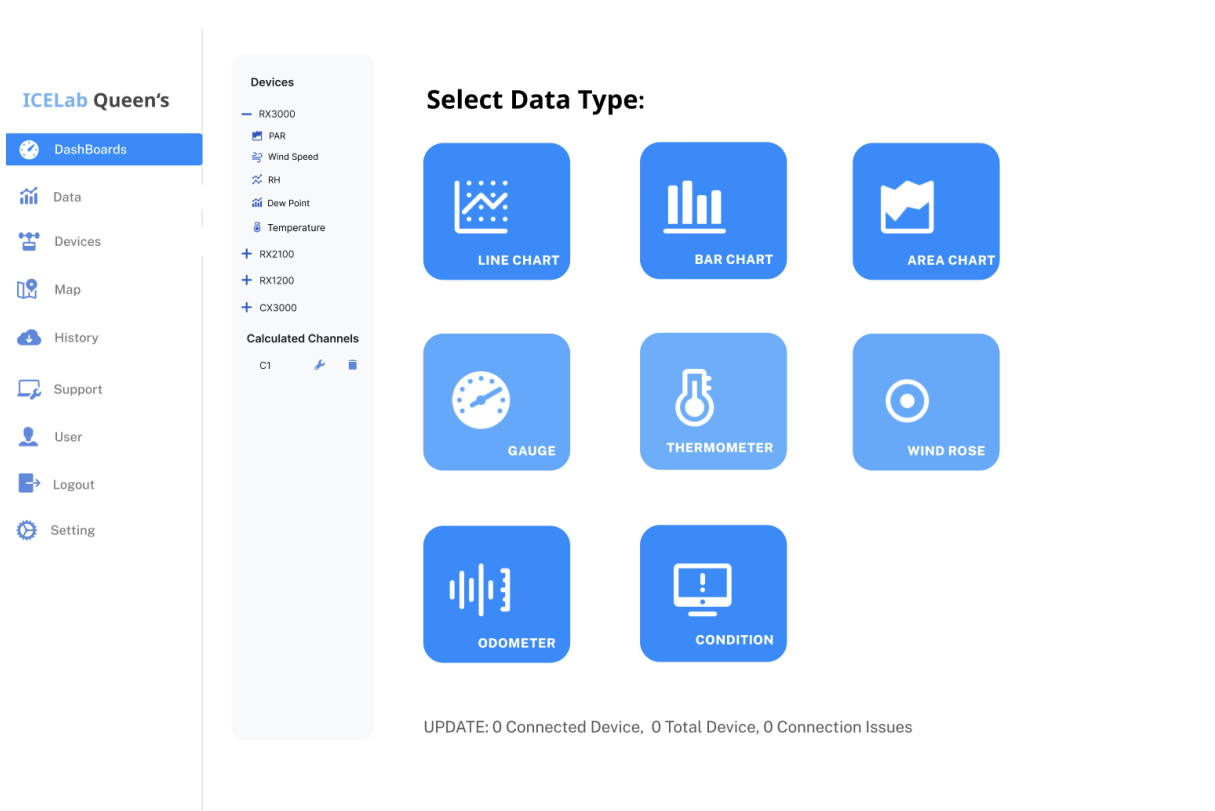 ICELab Queen‘s
DashBoards
Data
Devices
Map
History
Support
User
Logout
Setting
Devices
RX3000
PAR
Wind Speed
RH
Dew Point
Temperature
RX2100
RX1200
CX3000
Calculated Channels
C1
Select Data Type:
LINE CHART
BAR CHART
AREA CHART
GAUGE
THERMOMETER
WIND ROSE
ODOMETER
CONDITION
UPDATE: 0 Connected Device,  0 Total Device, 0 Connection Issues